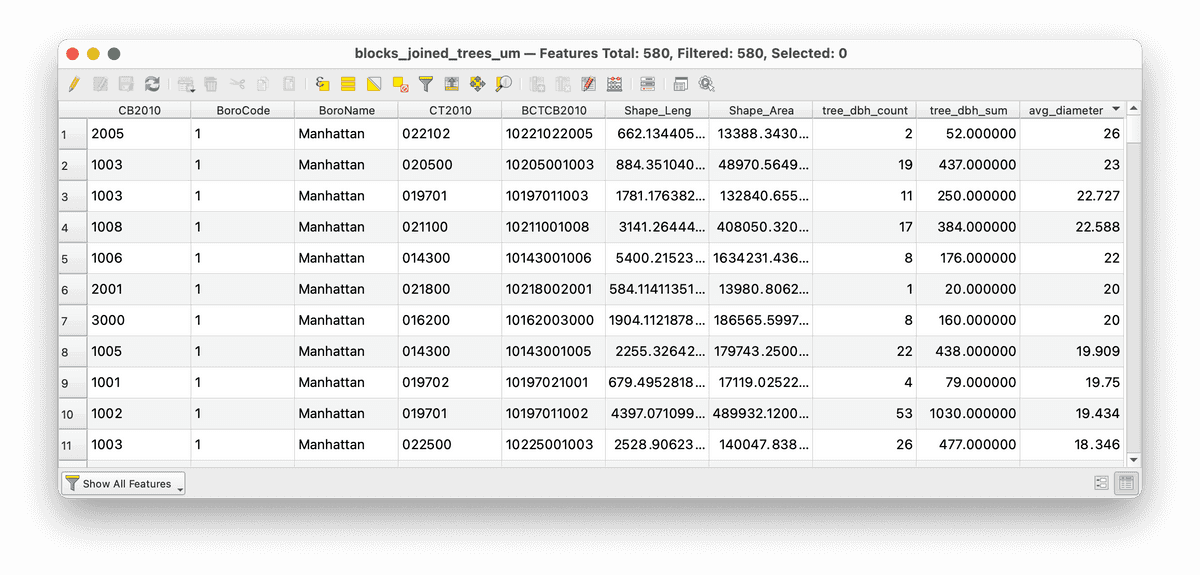 blocks_joined_trees_um — Features Total: 580, Filtered: 580, Selected: 0
CB2010 BoroCode BoroName CT2010 BCTCB2010 Shape_Leng Shape_Area tree_dbh_count tree_dbh_sum avg_diameter
1 2005 1 Manhattan 022102 10221022005 662.134405... 13388.3430... 2 52.000000 26
2 1003 1 Manhattan 020500 10205001003 884.351040... 48970.5649... 19 437.000000 23
3 1003 1 Manhattan 019701 10197011003 1781.176382... 132840.655... 11 250.000000 22.727
4 1008 1 Manhattan 021100 10211001008 3141.26444... 408050.320... 17 384.000000 22.588
5 1006 1 Manhattan 014300 10143001006 5400.21523... 1634231.436... 8 176.000000 22
6 2001 1 Manhattan 021800 10218002001 584.11411351... 13980.8062... 1 20.000000 20
7 3000 1 Manhattan 016200 10162003000 1904.1121878... 186565.5997... 8 160.000000 20
8 1005 1 Manhattan 014300 10143001005 2255.32642... 179743.2500... 22 438.000000 19.909
9 1001 1 Manhattan 019702 10197021001 679.4952818... 17119.02522... 4 79.000000 19.75
10 1002 1 Manhattan 019701 10197011002 4397.071099... 489932.1200... 53 1030.000000 19.434
11 1003 1 Manhattan 022500 10225001003 2528.90623... 140047.838... 26 477.000000 18.346
Show All Features